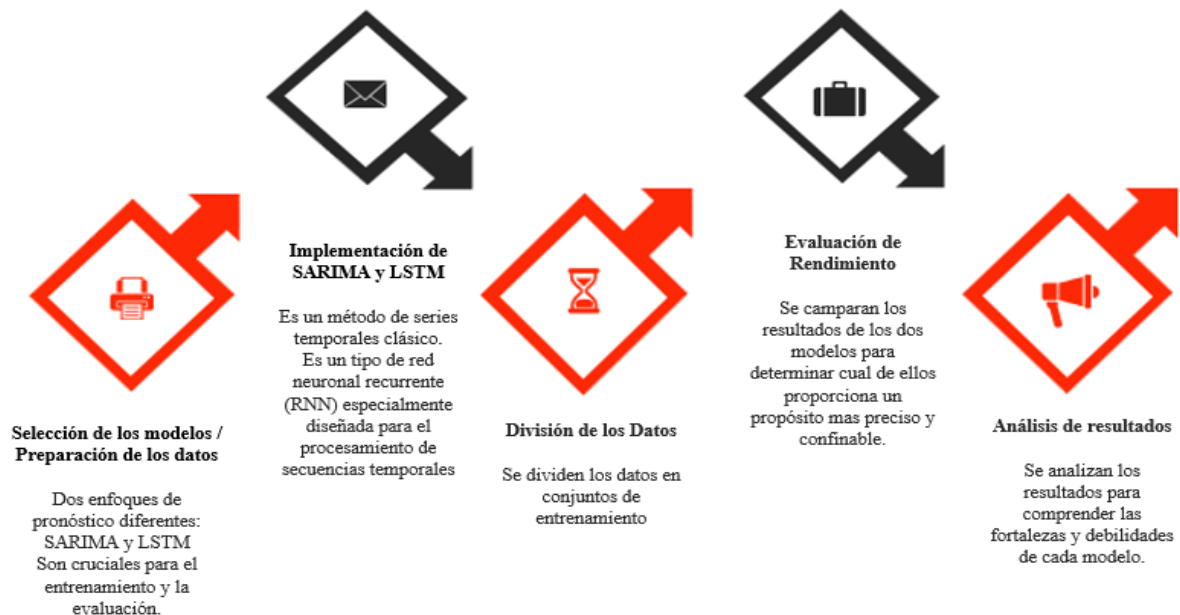 Selección de los modelos /
Preparación de los datos
Dos enfoques de
pronóstico diferentes:
SARIMA y LSTM
Son cruciales para el
entrenamiento y la
evaluación.
Implementación de
SARIMA y LSTM
Es un método de series
temporales clásico.
Es un tipo de red
neuronal recurrente
(RNN) especialmente
diseñada para el
procesamiento de
secuencias temporales
División de los Datos
Se dividen los datos en
conjuntos de
entrenamiento
Evaluación de
Rendimiento
Se camparan los
resultados de los dos
modelos para
determinar cual de ellos
proporciona un
propósito mas preciso y
confinable.
Análisis de resultados
Se analizan los
resultados para
comprender las
fortalezas y debilidades
de cada modelo.